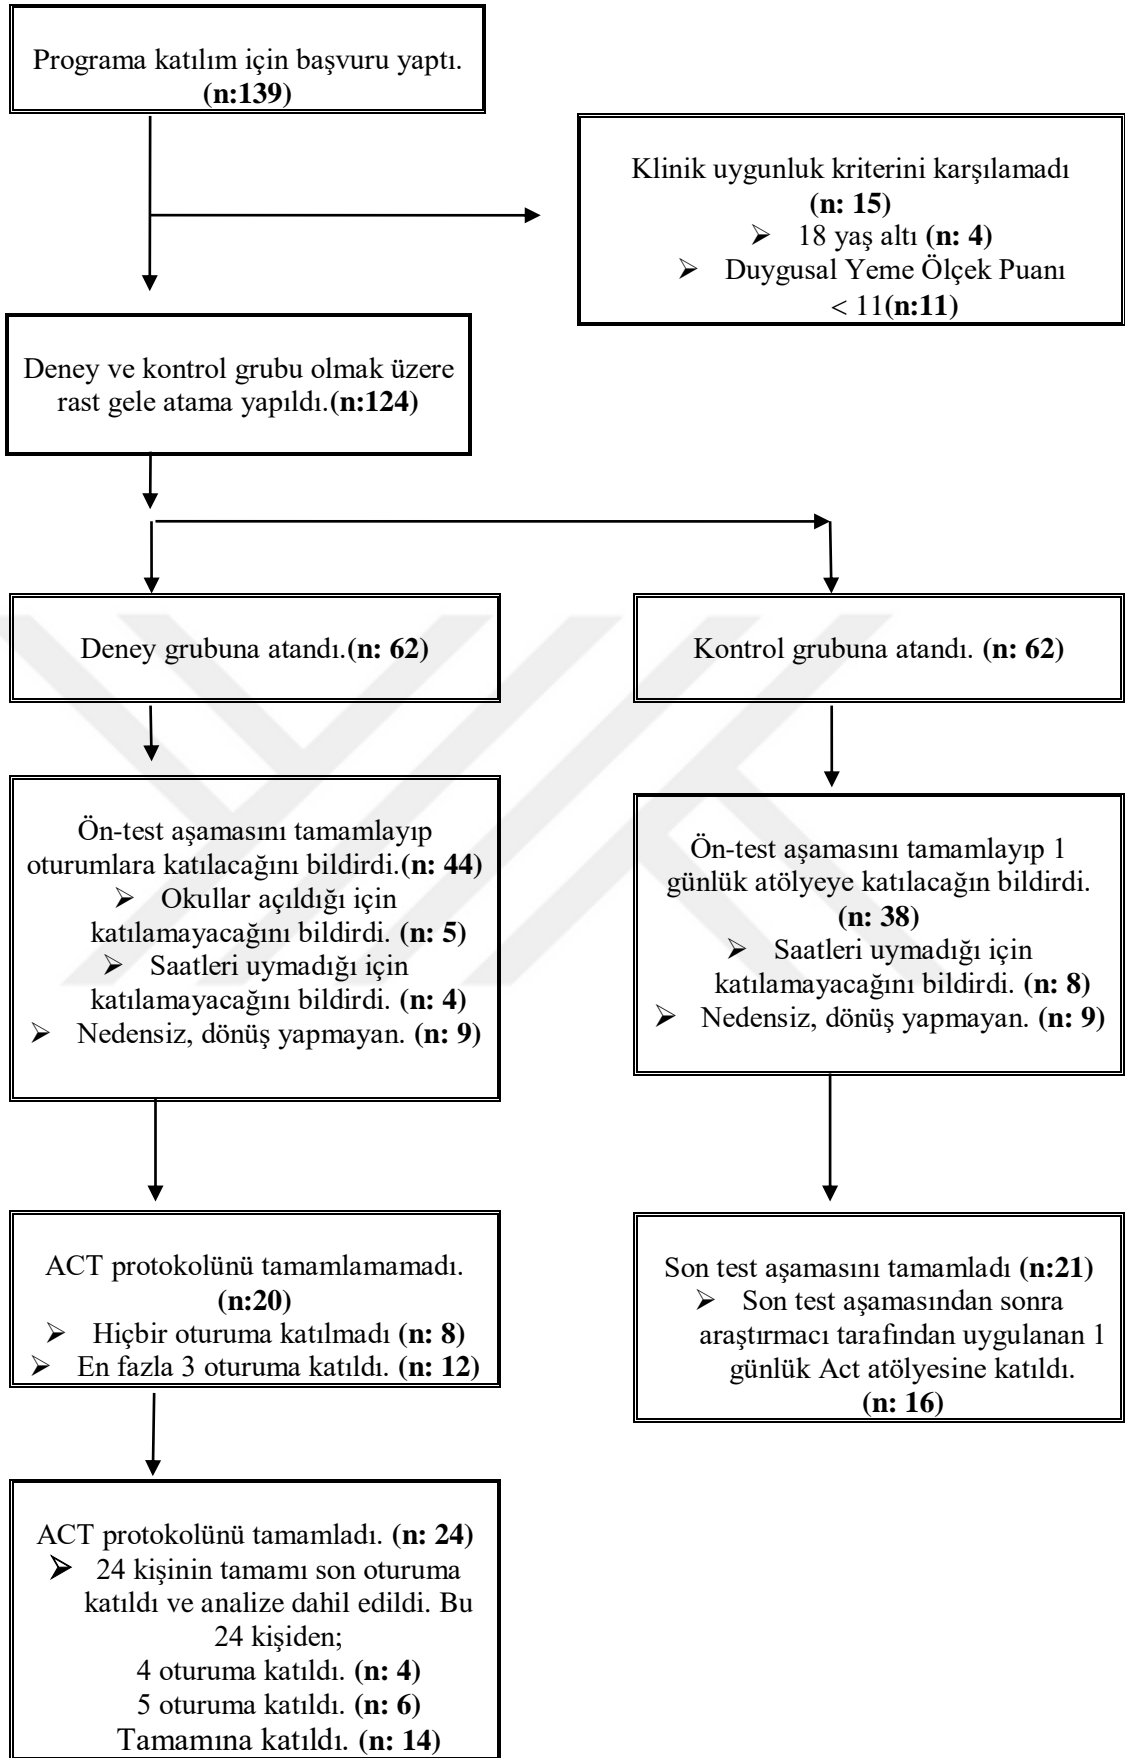 Programa katılım için başvuru yaptı.
(n:139)
Klinik uygunluk kriterini karşılamadı
(n: 15)
➢ 18 yaş altı (n: 4)
➢ Duygusal Yeme Ölçek Puanı
< 11(n:11)
Deney ve kontrol grubu olmak üzere
rast gele atama yapıldı.(n:124)
Deney grubuna atandı.(n: 62)
Kontrol grubuna atandı. (n: 62)
Ön-test aşamasını tamamlayıp
oturumlara katılacağını bildirdi.(n: 44)
➢ Okullar açıldığı için
katılamayacağını bildirdi. (n: 5)
➢ Saatleri uymadığı için
katılamayacağını bildirdi. (n: 4)
➢ Nedensiz, dönüş yapmayan. (n: 9)
Ön-test aşamasını tamamlayıp 1
günlük atölyeye katılacağın bildirdi.
(n: 38)
➢ Saatleri uymadığı için
katılamayacağını bildirdi. (n: 8)
➢ Nedensiz, dönüş yapmayan. (n: 9)
ACT protokolünü tamamlamamadı.
(n:20)
➢ Hiçbir oturuma katılmadı (n: 8)
➢ En fazla 3 oturuma katıldı. (n: 12)
Son test aşamasını tamamladı (n:21)
➢ Son test aşamasından sonra
araştırmacı tarafından uygulanan 1
günlük Act atölyesine katıldı.
(n: 16)
ACT protokolünü tamamladı. (n: 24)
➢ 24 kişinin tamamı son oturuma
katıldı ve analize dahil edildi. Bu
24 kişiden;
4 oturuma katıldı. (n: 4)
5 oturuma katıldı. (n: 6)
Tamamına katıldı. (n: 14)